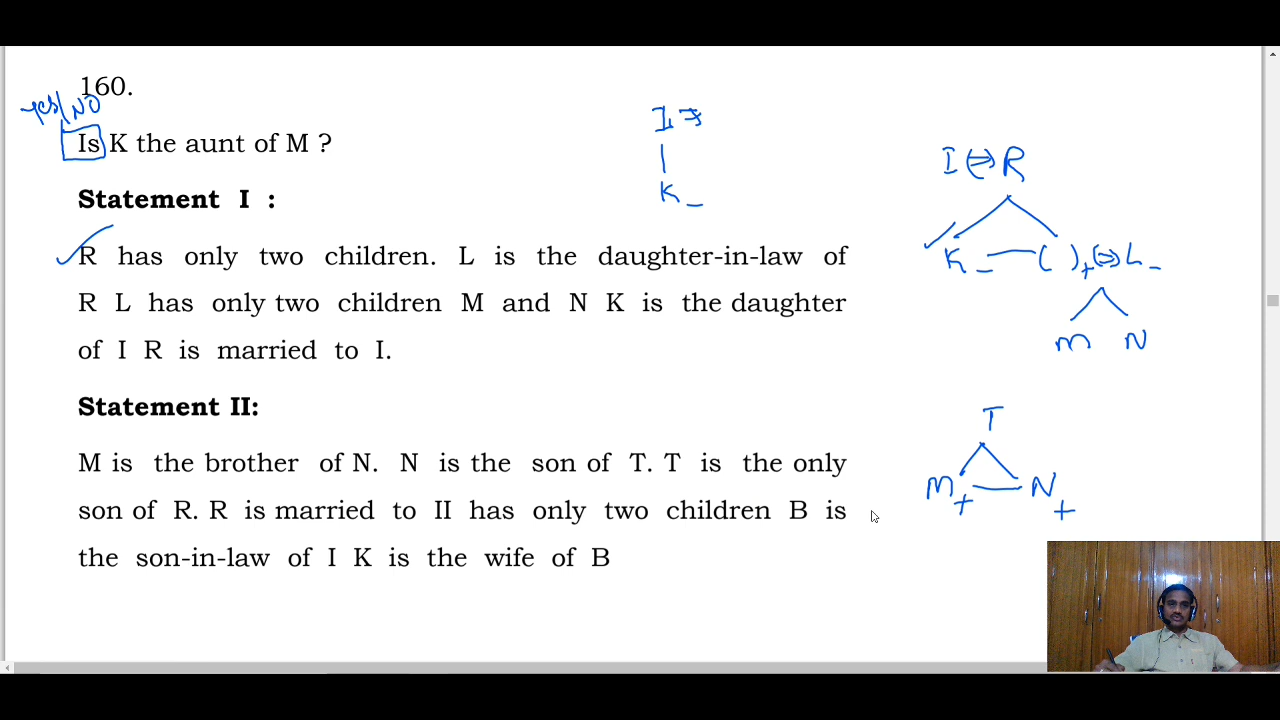 160.
yes/NO
Is K the aunt of M ?
Statement I :
R has only two children. L is the daughter-in-law of
R L has only two children M and N K is the daughter
of I R is married to I.
Statement II:
M is the brother of N. N is the son of T. T is the only
son of R. R is married to II has only two children B is
the son-in-law of I K is the wife of B
I
K -
I ⇔ R
K - ( )+ ⇔ L -
M N
T
M+ N+